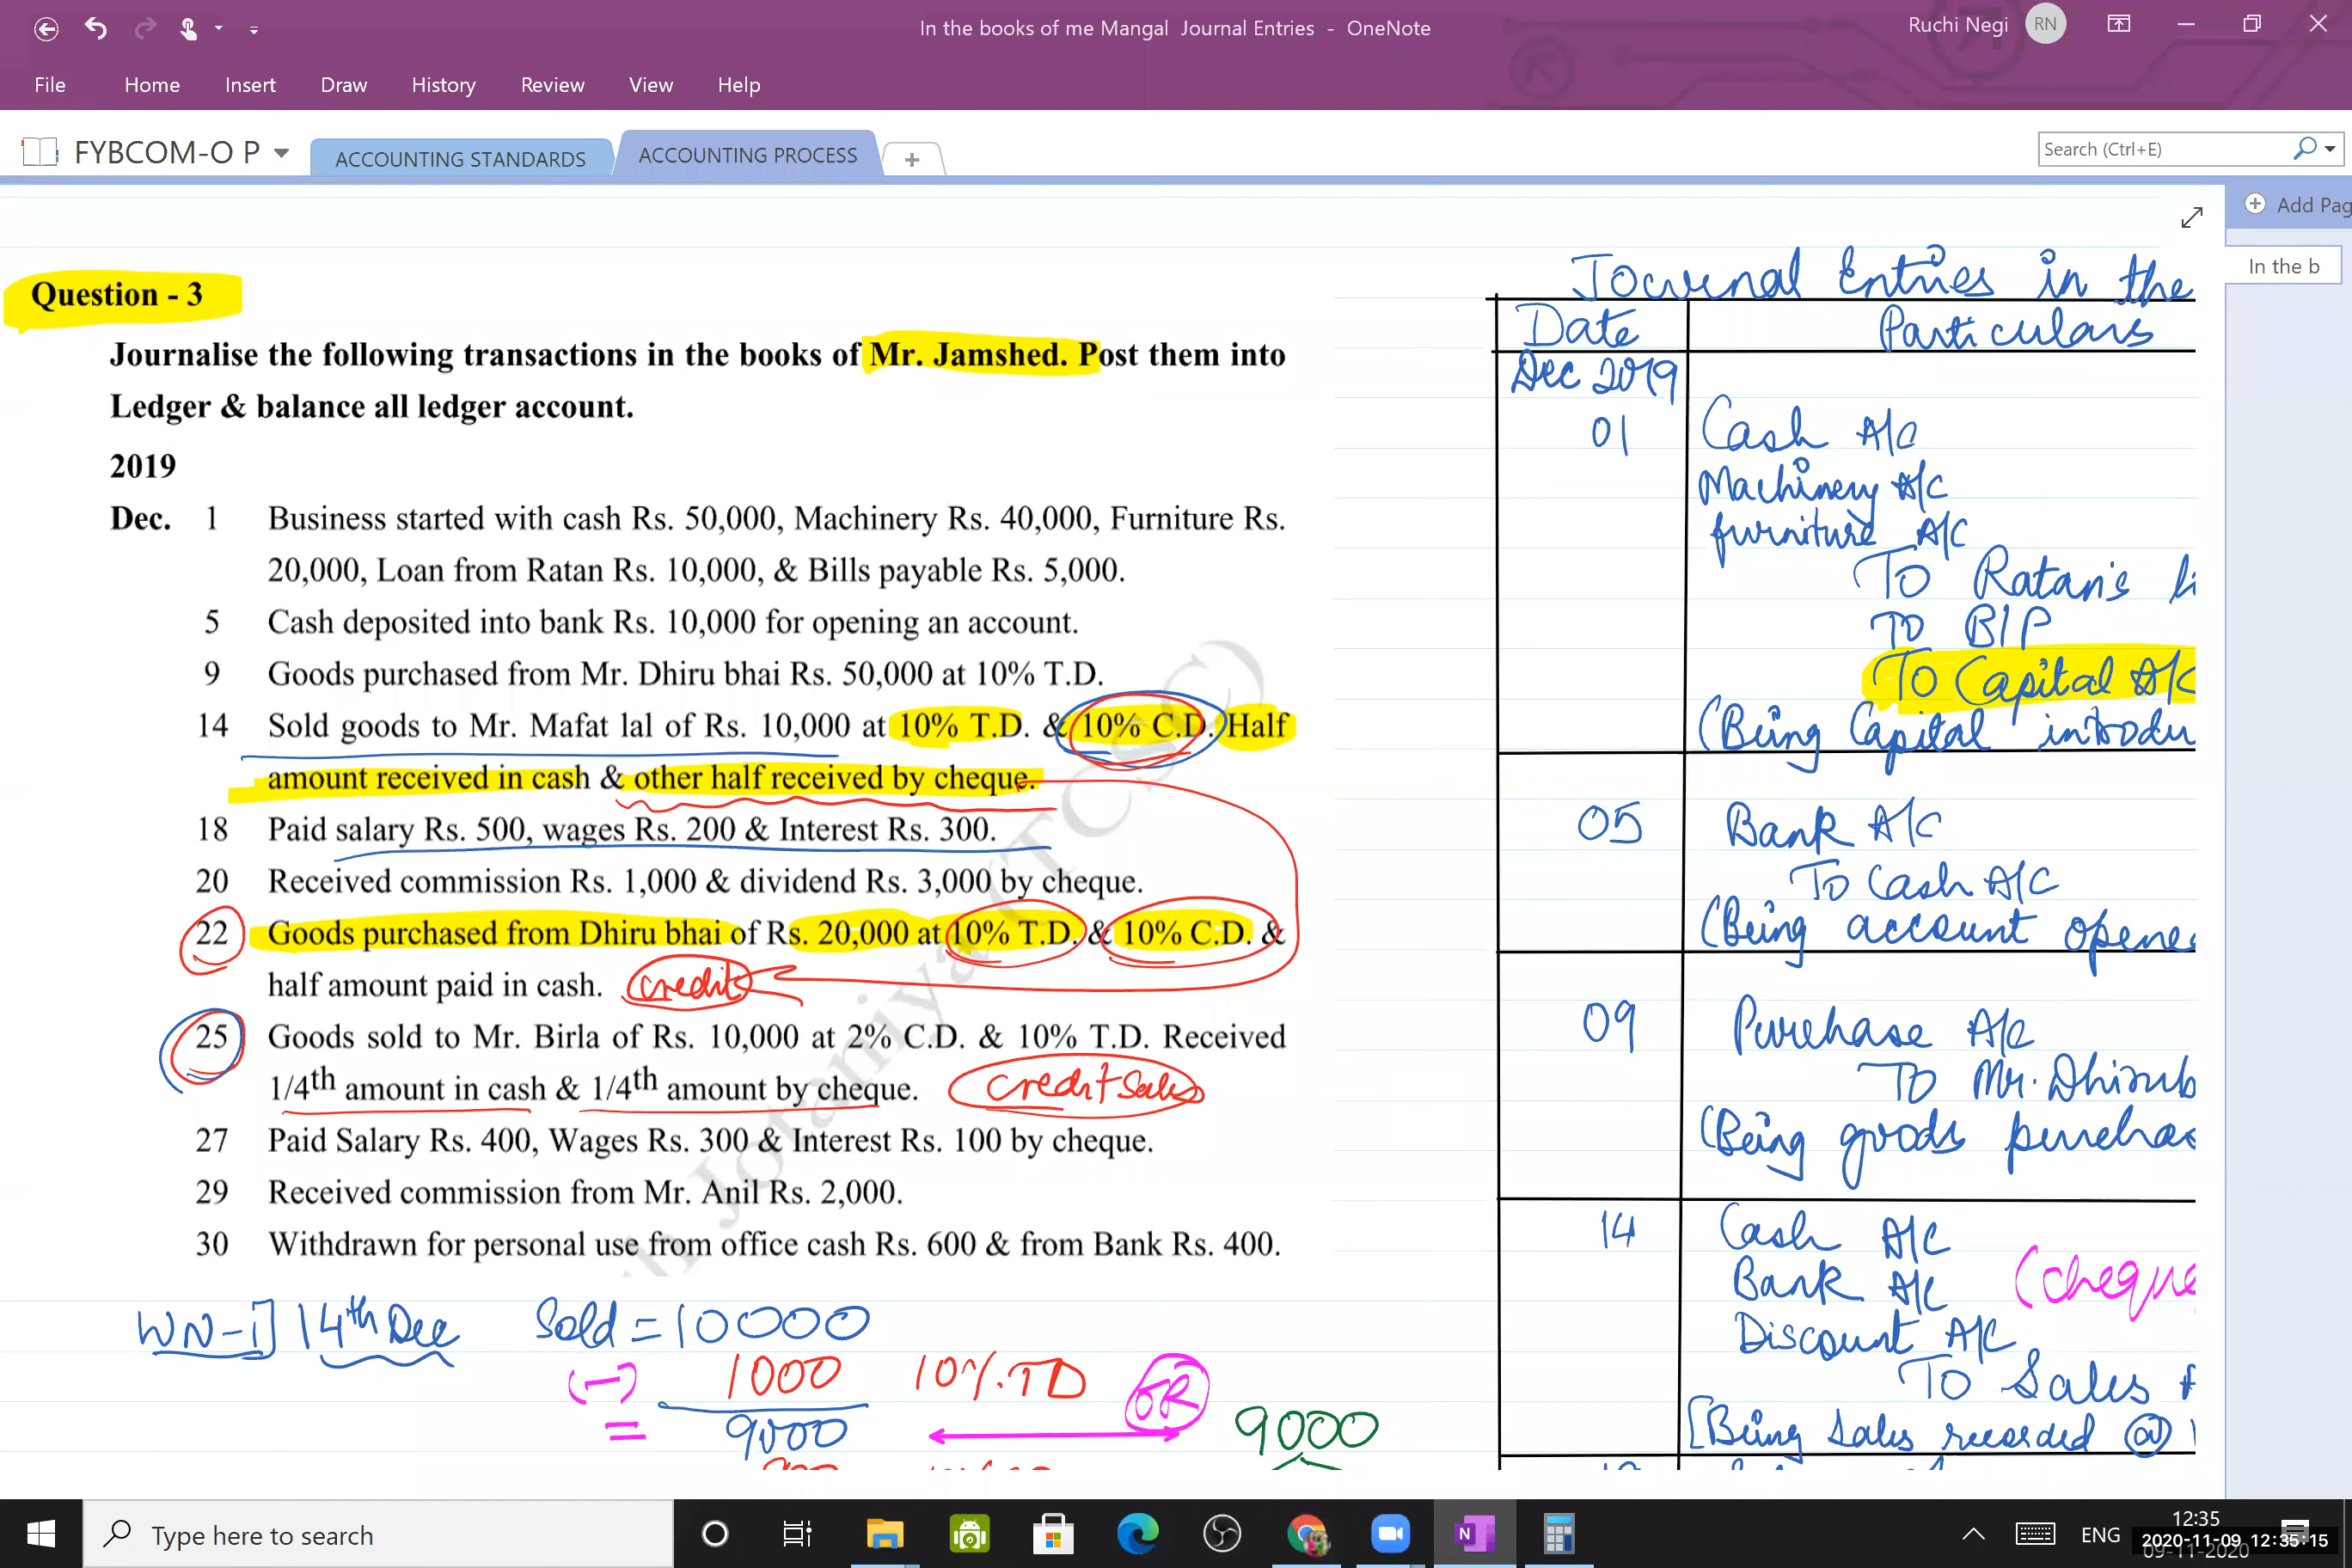 In the books of me Mangal Journal Entries - OneNote
Ruchi Negi RN
File Home Insert Draw History Review View Help
FYBCOM-O P ACCOUNTING STANDARDS ACCOUNTING PROCESS +
Search (Ctrl+E)
Add Pag
In the b
Question - 3
Journalise the following transactions in the books of Mr. Jamshed. Post them into
Ledger & balance all ledger account.
2019
Dec. 1 Business started with cash Rs. 50,000, Machinery Rs. 40,000, Furniture Rs.
20,000, Loan from Ratan Rs. 10,000, & Bills payable Rs. 5,000.
5 Cash deposited into bank Rs. 10,000 for opening an account.
9 Goods purchased from Mr. Dhiru bhai Rs. 50,000 at 10% T.D.
14 Sold goods to Mr. Mafat lal of Rs. 10,000 at 10% T.D. & 10% C.D. Half
amount received in cash & other half received by cheque.
18 Paid salary Rs. 500, wages Rs. 200 & Interest Rs. 300.
20 Received commission Rs. 1,000 & dividend Rs. 3,000 by cheque.
22 Goods purchased from Dhiru bhai of Rs. 20,000 at 10% T.D. & 10% C.D. &
half amount paid in cash. credit
25 Goods sold to Mr. Birla of Rs. 10,000 at 2% C.D. & 10% T.D. Received
1/4th amount in cash & 1/4th amount by cheque. credit sales
27 Paid Salary Rs. 400, Wages Rs. 300 & Interest Rs. 100 by cheque.
29 Received commission from Mr. Anil Rs. 2,000.
30 Withdrawn for personal use from office cash Rs. 600 & from Bank Rs. 400.
Jotaniya (TCSC)
WN-1] 14th Dec Sold = 10000
(-) 1000 10%.TD OR
= 9000 9000
Journal Entries in the
Date Particulars
Dec 2019
01 Cash A/c
Machinery A/c
furniture A/c
To Ratan's
To B/P
To Capital A/c
(Being Capital introdu
05 Bank A/c
To Cash A/c
(Being account opene
09 Purchase A/c
To Mr. Dhirub
(Being goods purchas
14 Cash A/c
Bank A/c (cheque
Discount A/c
To Sales
[Being Sales recorded @
Type here to search
ENG
12:35
2020-11-09 12:35:15
09-11-2020